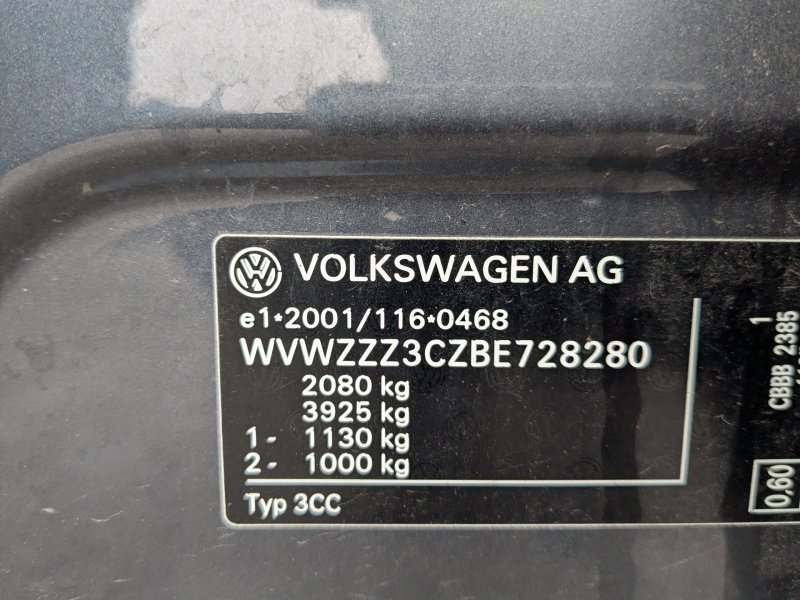 VOLKSWAGEN AG
e1*2001/116*0468
WVWZZZ3CZBE728280
2080 kg
3925 kg
1- 1130 kg
2- 1000 kg
Typ 3CC
CBBB 2385
1
0,60